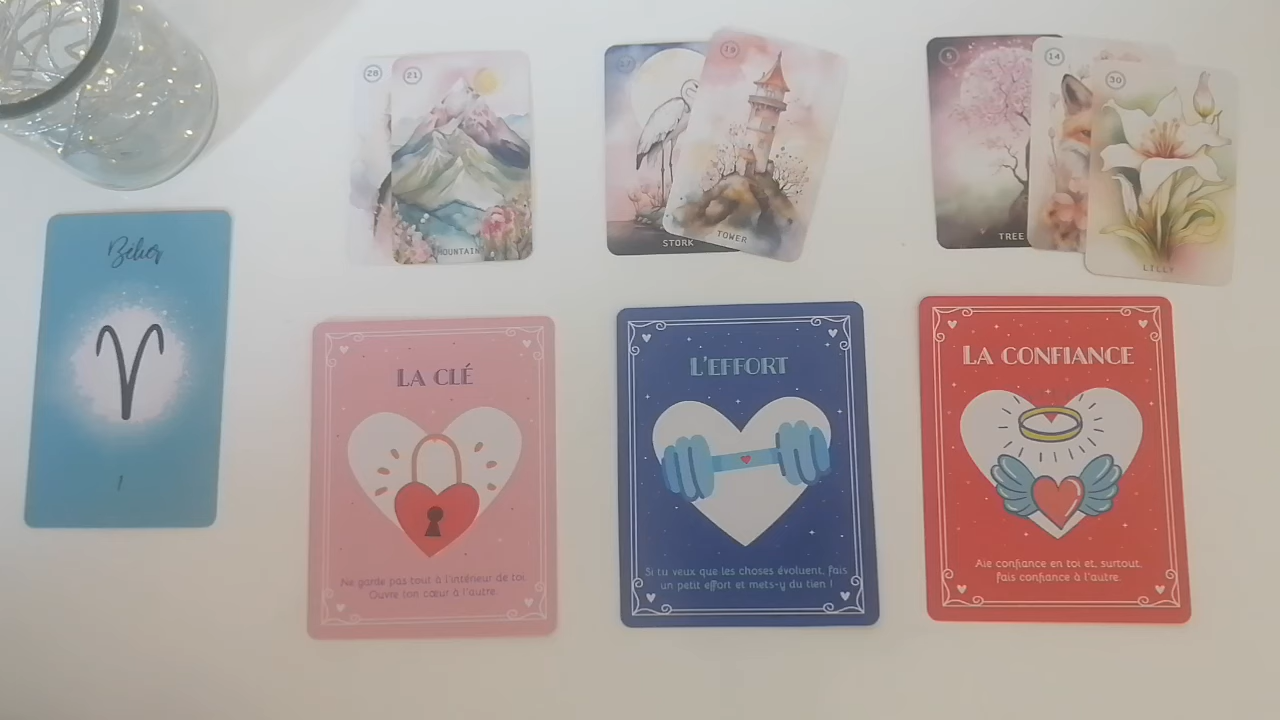 28
21
MOUNTAIN
17
STORK
19
TOWER
5
TREE
14
30
LILLY
Bélier
1
LA CLÉ
Ne garde pas tout à l'intérieur de toi.
Ouvre ton cœur à l'autre.
L'EFFORT
Si tu veux que les choses évoluent, fais
un petit effort et mets-y du tien !
LA CONFIANCE
Aie confiance en toi et, surtout,
fais confiance à l'autre.